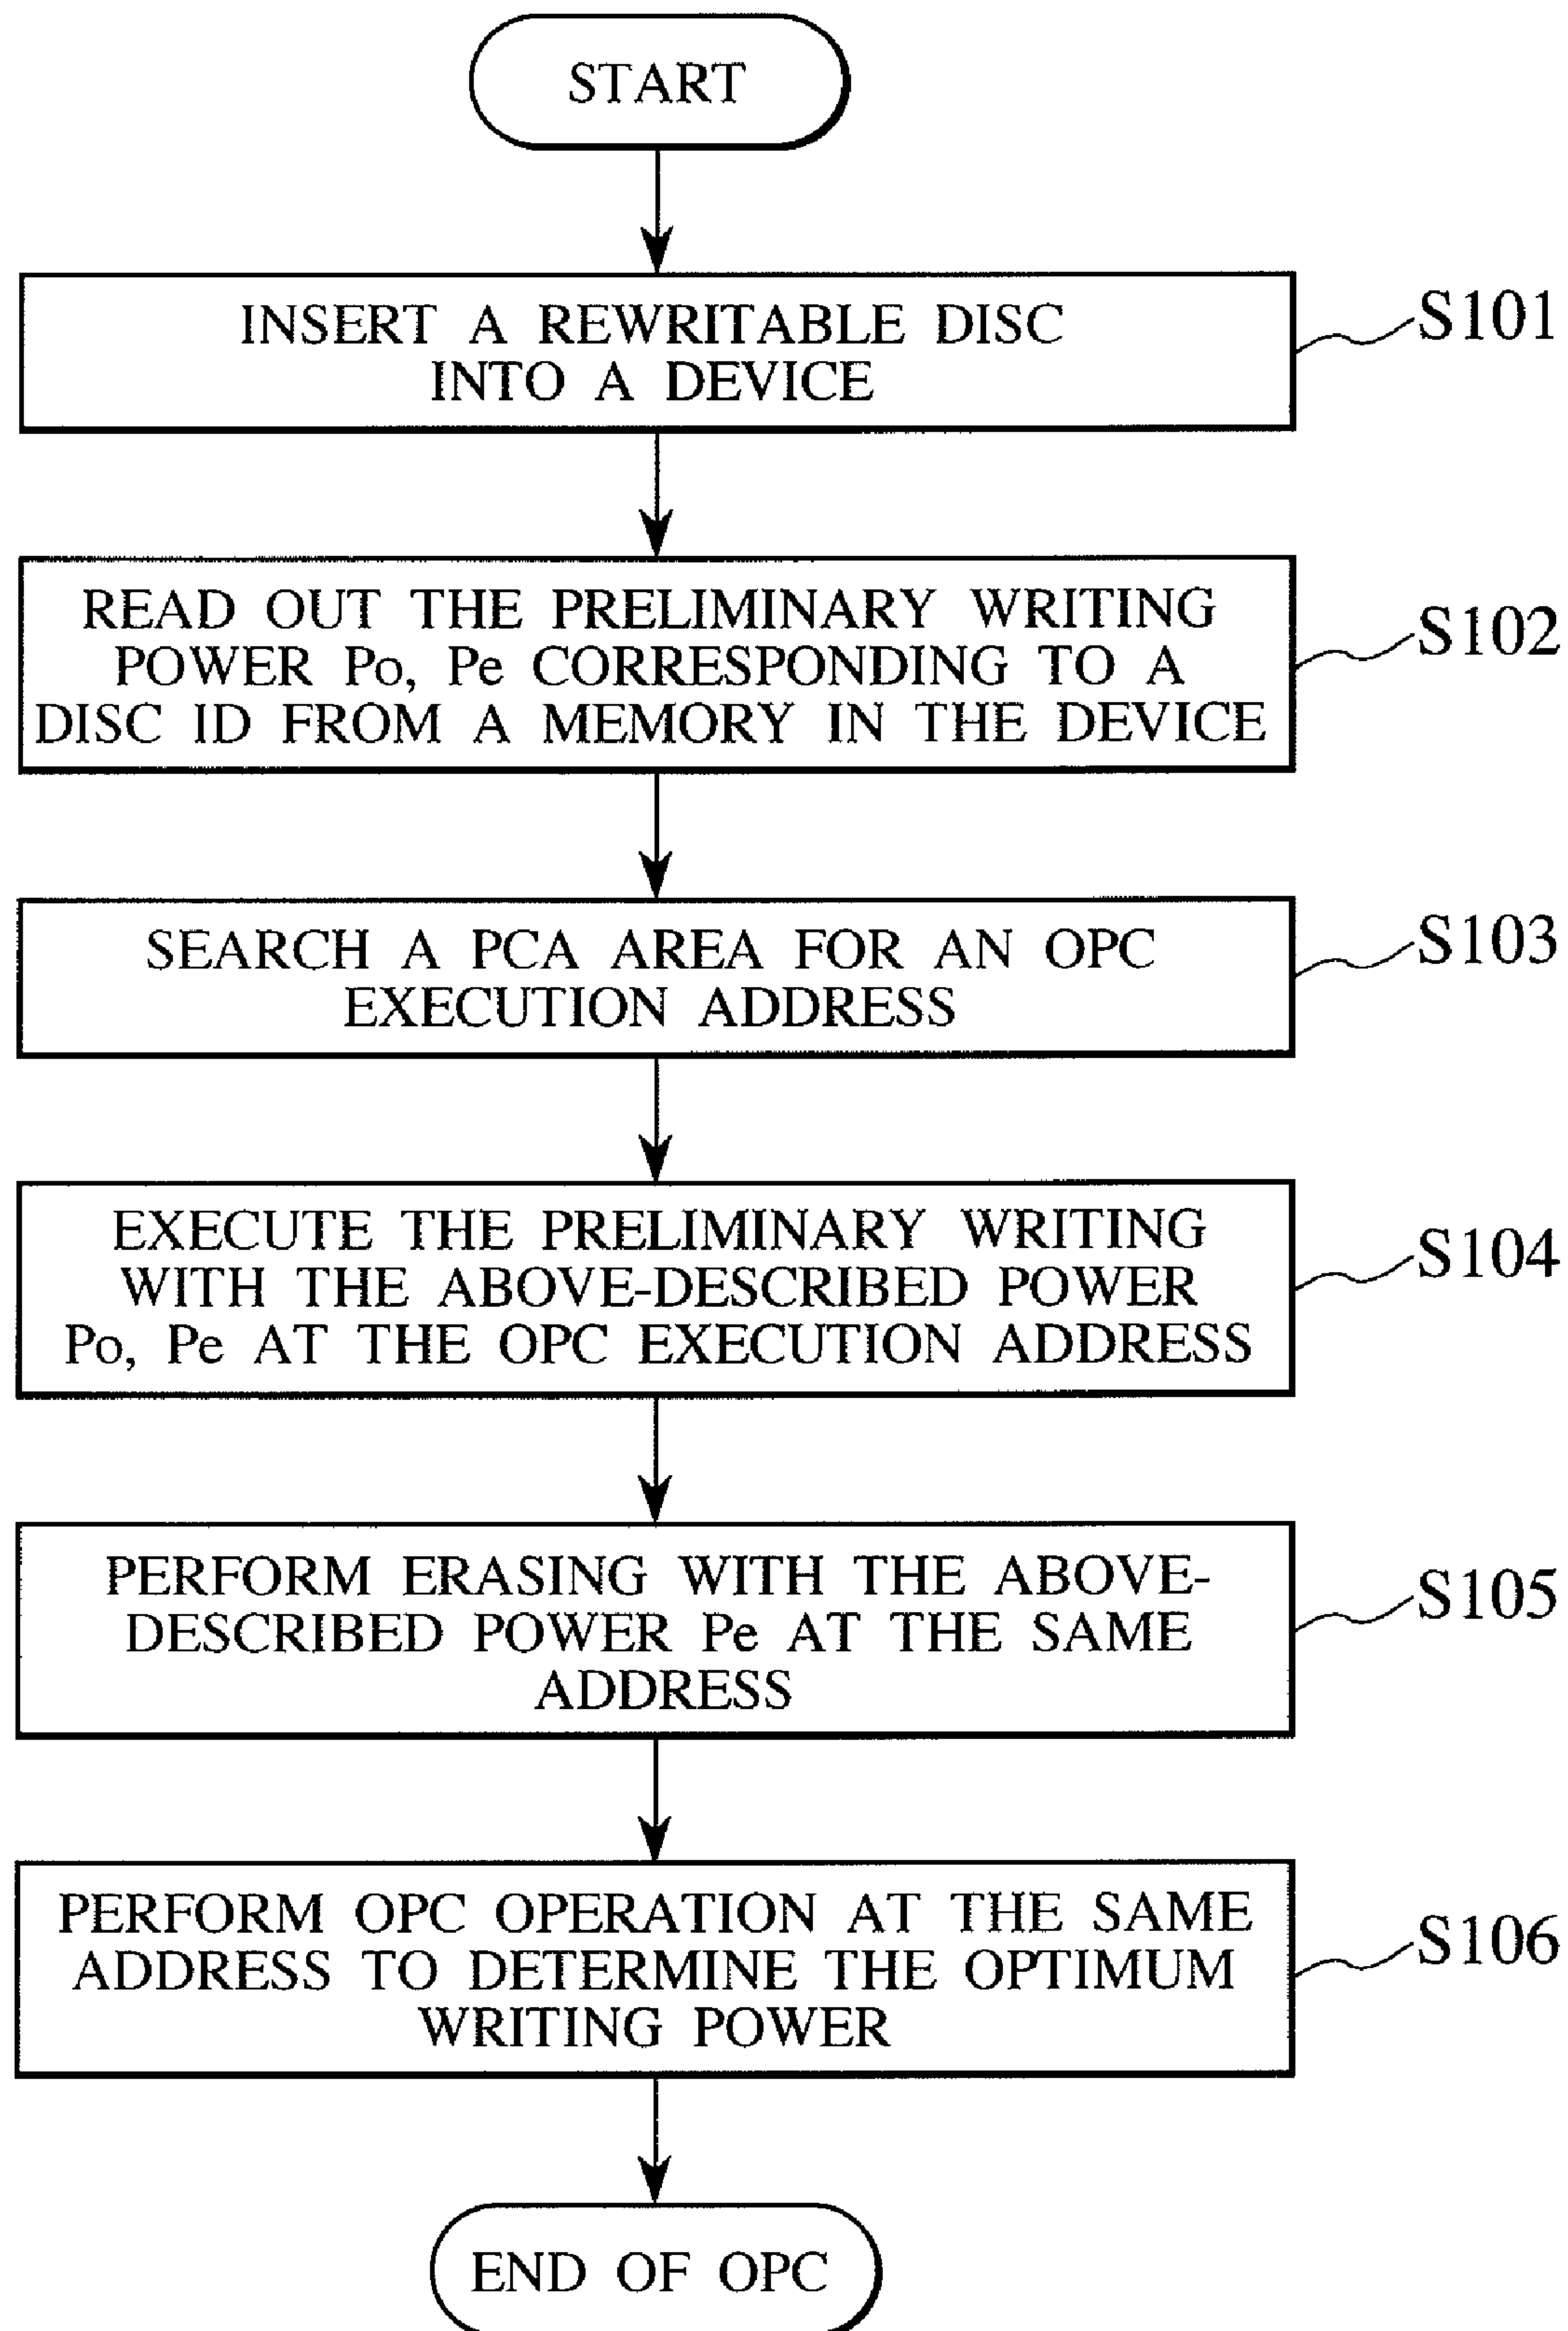 START
INSERT A REWRITABLE DISC
INTO A DEVICE
S101
READ OUT THE PRELIMINARY WRITING
POWER Po, Pe CORRESPONDING TO A
DISC ID FROM A MEMORY IN THE DEVICE
S102
SEARCH A PCA AREA FOR AN OPC
EXECUTION ADDRESS
S103
EXECUTE THE PRELIMINARY WRITING
WITH THE ABOVE-DESCRIBED POWER
Po, Pe AT THE OPC EXECUTION ADDRESS
S104
PERFORM ERASING WITH THE ABOVE-
DESCRIBED POWER Pe AT THE SAME
ADDRESS
S105
PERFORM OPC OPERATION AT THE SAME
ADDRESS TO DETERMINE THE OPTIMUM
WRITING POWER
S106
END OF OPC